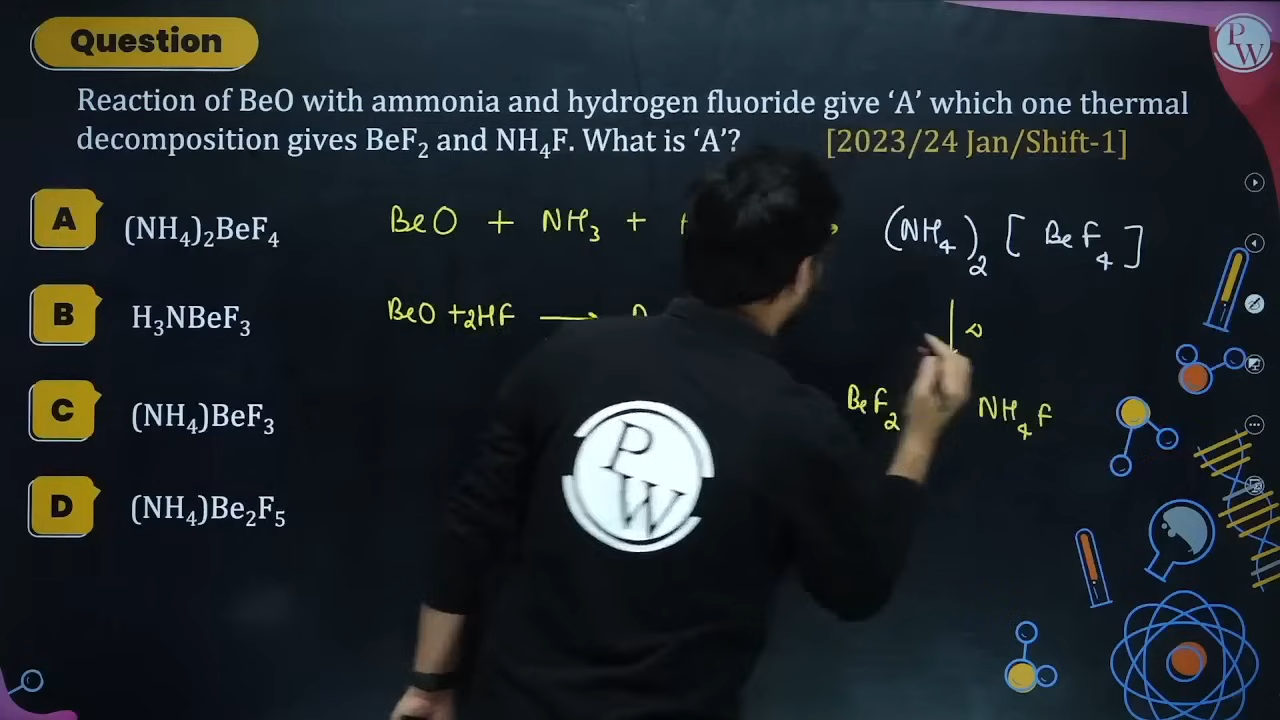 Question
PW
Reaction of BeO with ammonia and hydrogen fluoride give ‘A’ which one thermal
decomposition gives BeF₂ and NH₄F. What is ‘A’? [2023/24 Jan/Shift-1]
A (NH₄)₂BeF₄
BeO + NH₃ + (NH₄)₂ [BeF₄]
B H₃NBeF₃
BeO + 2HF ⟶
Δ
C (NH₄)BeF₃
BeF₂ NH₄F
D (NH₄)Be₂F₅
PW